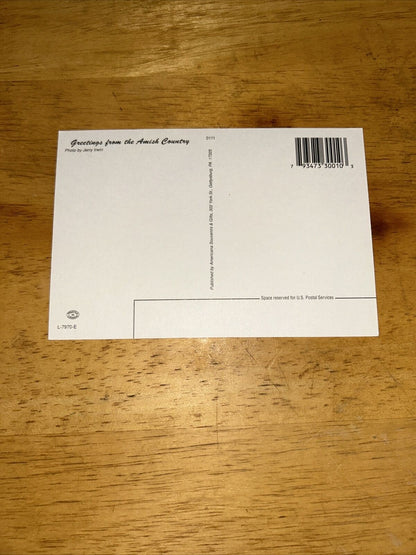 Greetings from the Amish Country
Photo by Jerry Irwin
D171
7 93473 30010 3
Published by Americana Souvenirs & Gifts, 302 York St., Gettysburg, PA 17325
Space reserved for U.S. Postal Services
L-7970-E